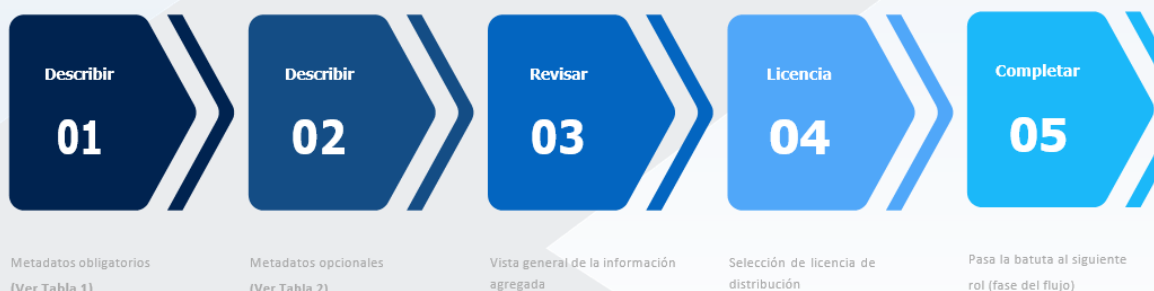 Describir
01
Metadatos obligatorios
(Ver Tabla 1)
Describir
02
Metadatos opcionales
(Ver Tabla 2)
Revisar
03
Vista general de la información
agregada
Licencia
04
Selección de licencia de
distribución
Completar
05
Pasa la batuta al siguiente
rol (fase del flujo)